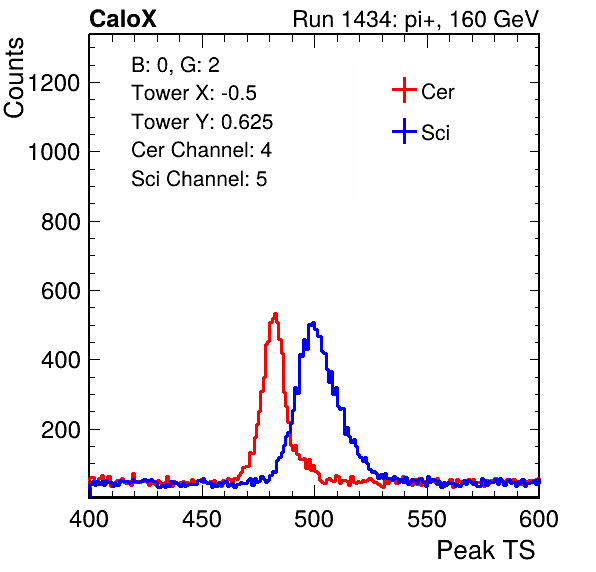 CaloX
Run 1434: pi+, 160 GeV
Counts
B: 0, G: 2
Tower X: -0.5
Tower Y: 0.625
Cer Channel: 4
Sci Channel: 5
Cer
Sci
1200
1000
800
600
400
200
400 450 500 550 600
Peak TS